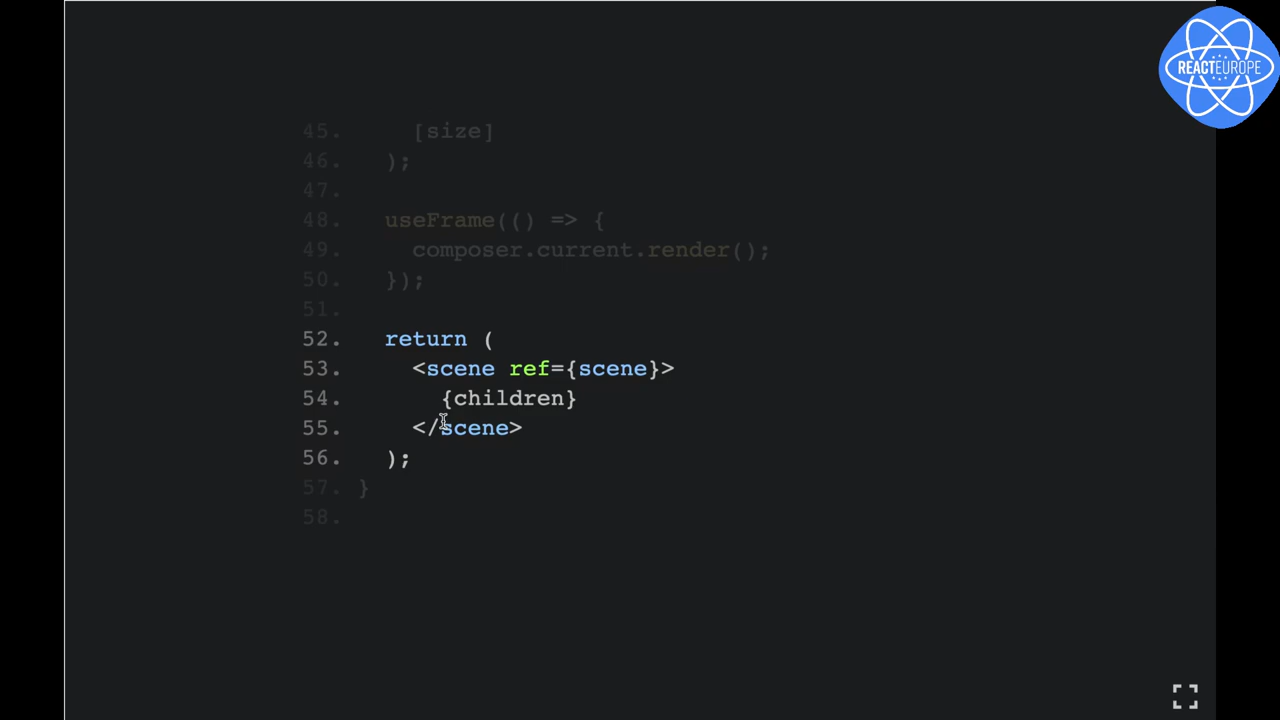 REACTEUROPE
45. [size]
46. );
47.
48. useFrame(() => {
49. composer.current.render();
50. });
51.
52. return (
53. <scene ref={scene}>
54. {children}
55. </scene>
56. );
57. }
58.